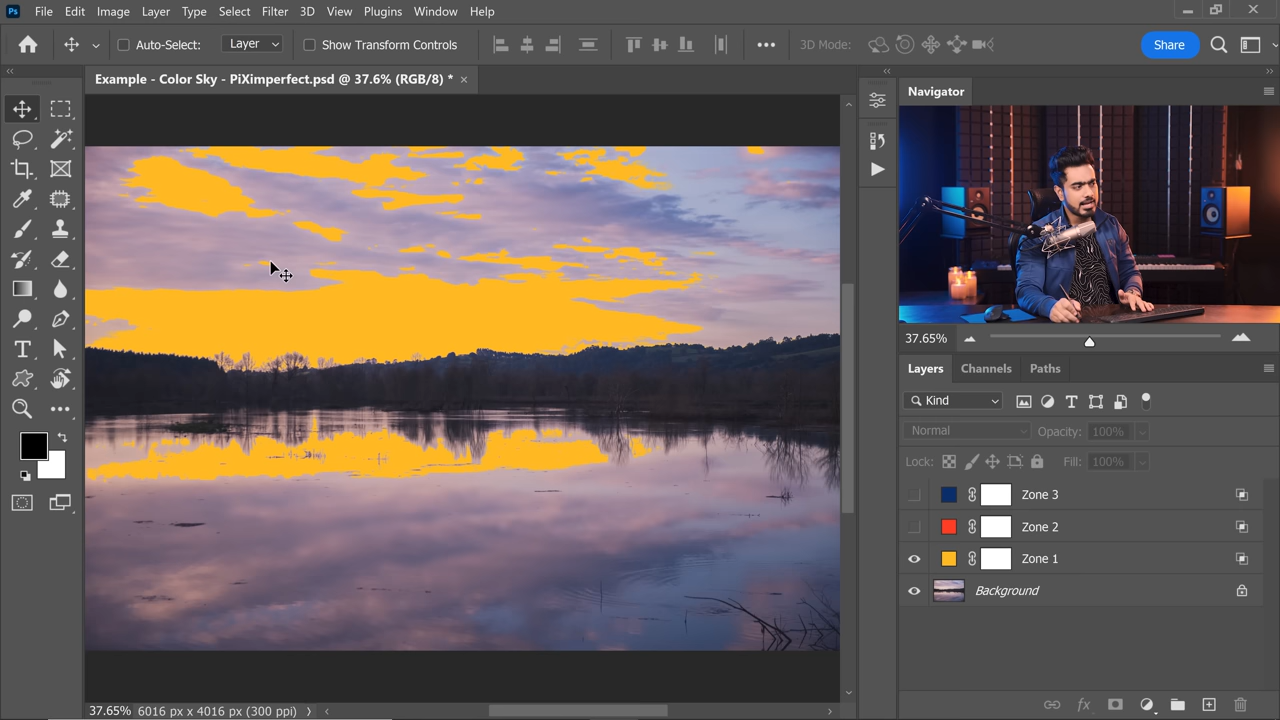 Ps File Edit Image Layer Type Select Filter 3D View Plugins Window Help
Auto-Select: Layer Show Transform Controls 3D Mode: Share
Example - Color Sky - PiXimperfect.psd @ 37.6% (RGB/8) *
Navigator
37.65%
Layers Channels Paths
Kind
Normal Opacity: 100%
Lock: Fill: 100%
Zone 3
Zone 2
Zone 1
Background
37.65% 6016 px x 4016 px (300 ppi)